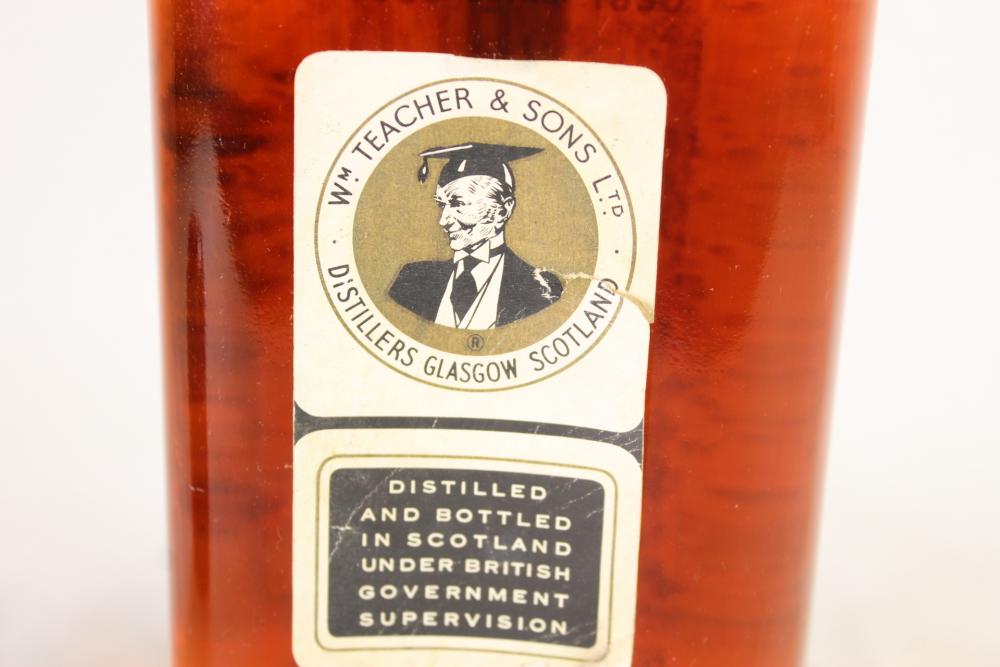 Wᴹ TEACHER & SONS Lᵀᴰ.
DISTILLERS GLASGOW SCOTLAND
®
DISTILLED
AND BOTTLED
IN SCOTLAND
UNDER BRITISH
GOVERNMENT
SUPERVISION